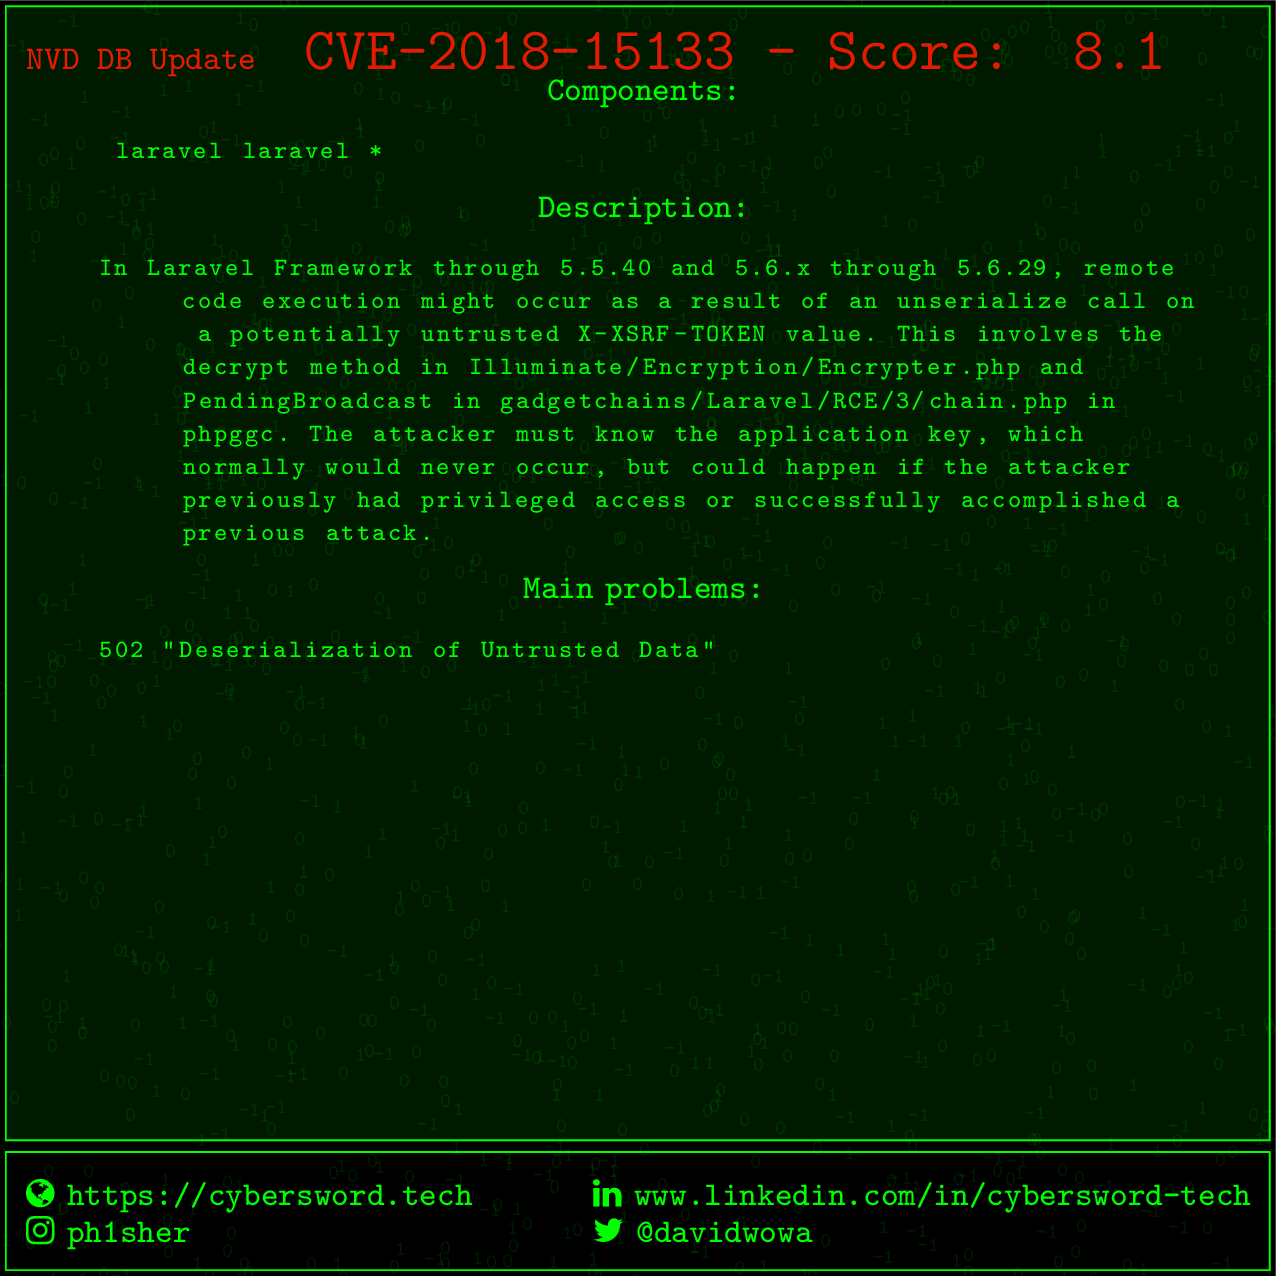 NVD DB Update CVE-2018-15133 - Score: 8.1
Components:
laravel laravel *
Description:
In Laravel Framework through 5.5.40 and 5.6.x through 5.6.29, remote
code execution might occur as a result of an unserialize call on
a potentially untrusted X-XSRF-TOKEN value. This involves the
decrypt method in Illuminate/Encryption/Encrypter.php and
PendingBroadcast in gadgetchains/Laravel/RCE/3/chain.php in
phpggc. The attacker must know the application key, which
normally would never occur, but could happen if the attacker
previously had privileged access or successfully accomplished a
previous attack.
Main problems:
502 "Deserialization of Untrusted Data"
https://cybersword.tech www.linkedin.com/in/cybersword-tech
ph1sher @davidwowa